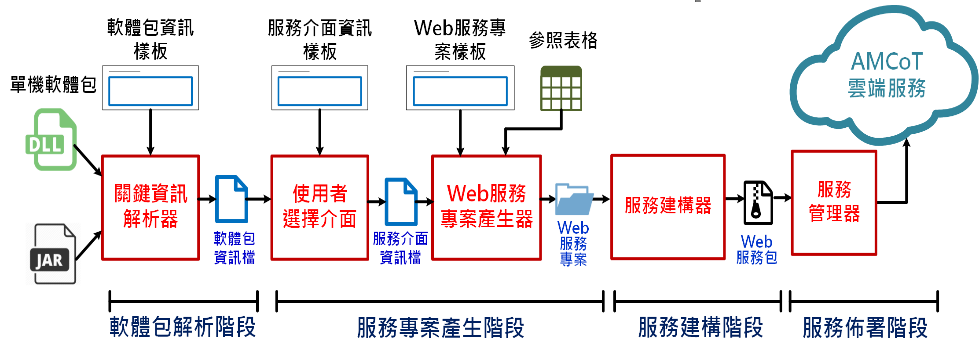 軟體包資訊
樣板
服務介面資訊
樣板
Web服務專
案樣板
參照表格
單機軟體包
DLL
JAR
關鍵資訊
解析器
軟體包
資訊檔
使用者
選擇介面
服務介面
資訊檔
Web服務
專案產生器
Web
服務
專案
服務建構器
Web
服務包
服務
管理器
AMCoT
雲端服務
軟體包解析階段
服務專案產生階段
服務建構階段
服務佈署階段